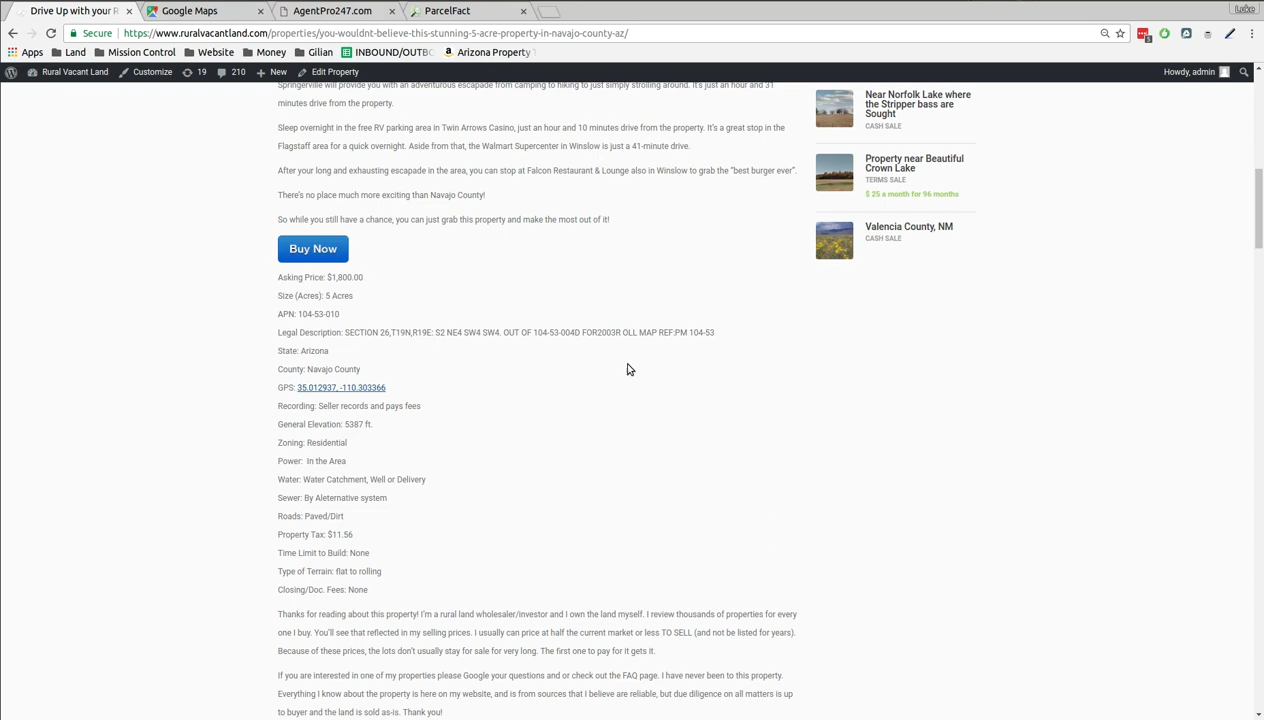 Drive Up with your R
Google Maps
AgentPro247.com
ParcelFact
Luke
Secure
https://www.ruralvacantland.com/properties/you-wouldnt-believe-this-stunning-5-acre-property-in-navajo-county-az/
Apps
Land
Mission Control
Website
Money
Gilian
INBOUND/OUTBO
Arizona Property
Rural Vacant Land
Customize
19
210
New
Edit Property
Howdy, admin
Springerville will provide you with an adventurous escapade from camping to hiking to just simply strolling around. It's just an hour and 31
minutes drive from the property.
Sleep overnight in the free RV parking area in Twin Arrows Casino, just an hour and 10 minutes drive from the property. It's a great stop in the
Flagstaff area for a quick overnight. Aside from that, the Walmart Supercenter in Winslow is just a 41-minute drive.
After your long and exhausting escapade in the area, you can stop at Falcon Restaurant & Lounge also in Winslow to grab the “best burger ever”.
There's no place much more exciting than Navajo County!
So while you still have a chance, you can just grab this property and make the most out of it!
Buy Now
Asking Price: $1,800.00
Size (Acres): 5 Acres
APN: 104-53-010
Legal Description: SECTION 26,T19N,R19E: S2 NE4 SW4 SW4. OUT OF 104-53-004D FOR2003R OLL MAP REF:PM 104-53
State: Arizona
County: Navajo County
GPS: 35.012937, -110.303366
Recording: Seller records and pays fees
General Elevation: 5387 ft.
Zoning: Residential
Power:  In the Area
Water: Water Catchment, Well or Delivery
Sewer: By Aleternative system
Roads: Paved/Dirt
Property Tax: $11.56
Time Limit to Build: None
Type of Terrain: flat to rolling
Closing/Doc. Fees: None
Thanks for reading about this property! I'm a rural land wholesaler/investor and I own the land myself. I review thousands of properties for every
one I buy. You'll see that reflected in my selling prices. I usually can price at half the current market or less TO SELL (and not be listed for years).
Because of these prices, the lots don't usually stay for sale for very long. The first one to pay for it gets it.
If you are interested in one of my properties please Google your questions and or check out the FAQ page. I have never been to this property.
Everything I know about the property is here on my website, and is from sources that I believe are reliable, but due diligence on all matters is up
to buyer and the land is sold as-is. Thank you!
Near Norfolk Lake where
the Stripper bass are
Sought
CASH SALE
Property near Beautiful
Crown Lake
TERMS SALE
$ 25 a month for 96 months
Valencia County, NM
CASH SALE